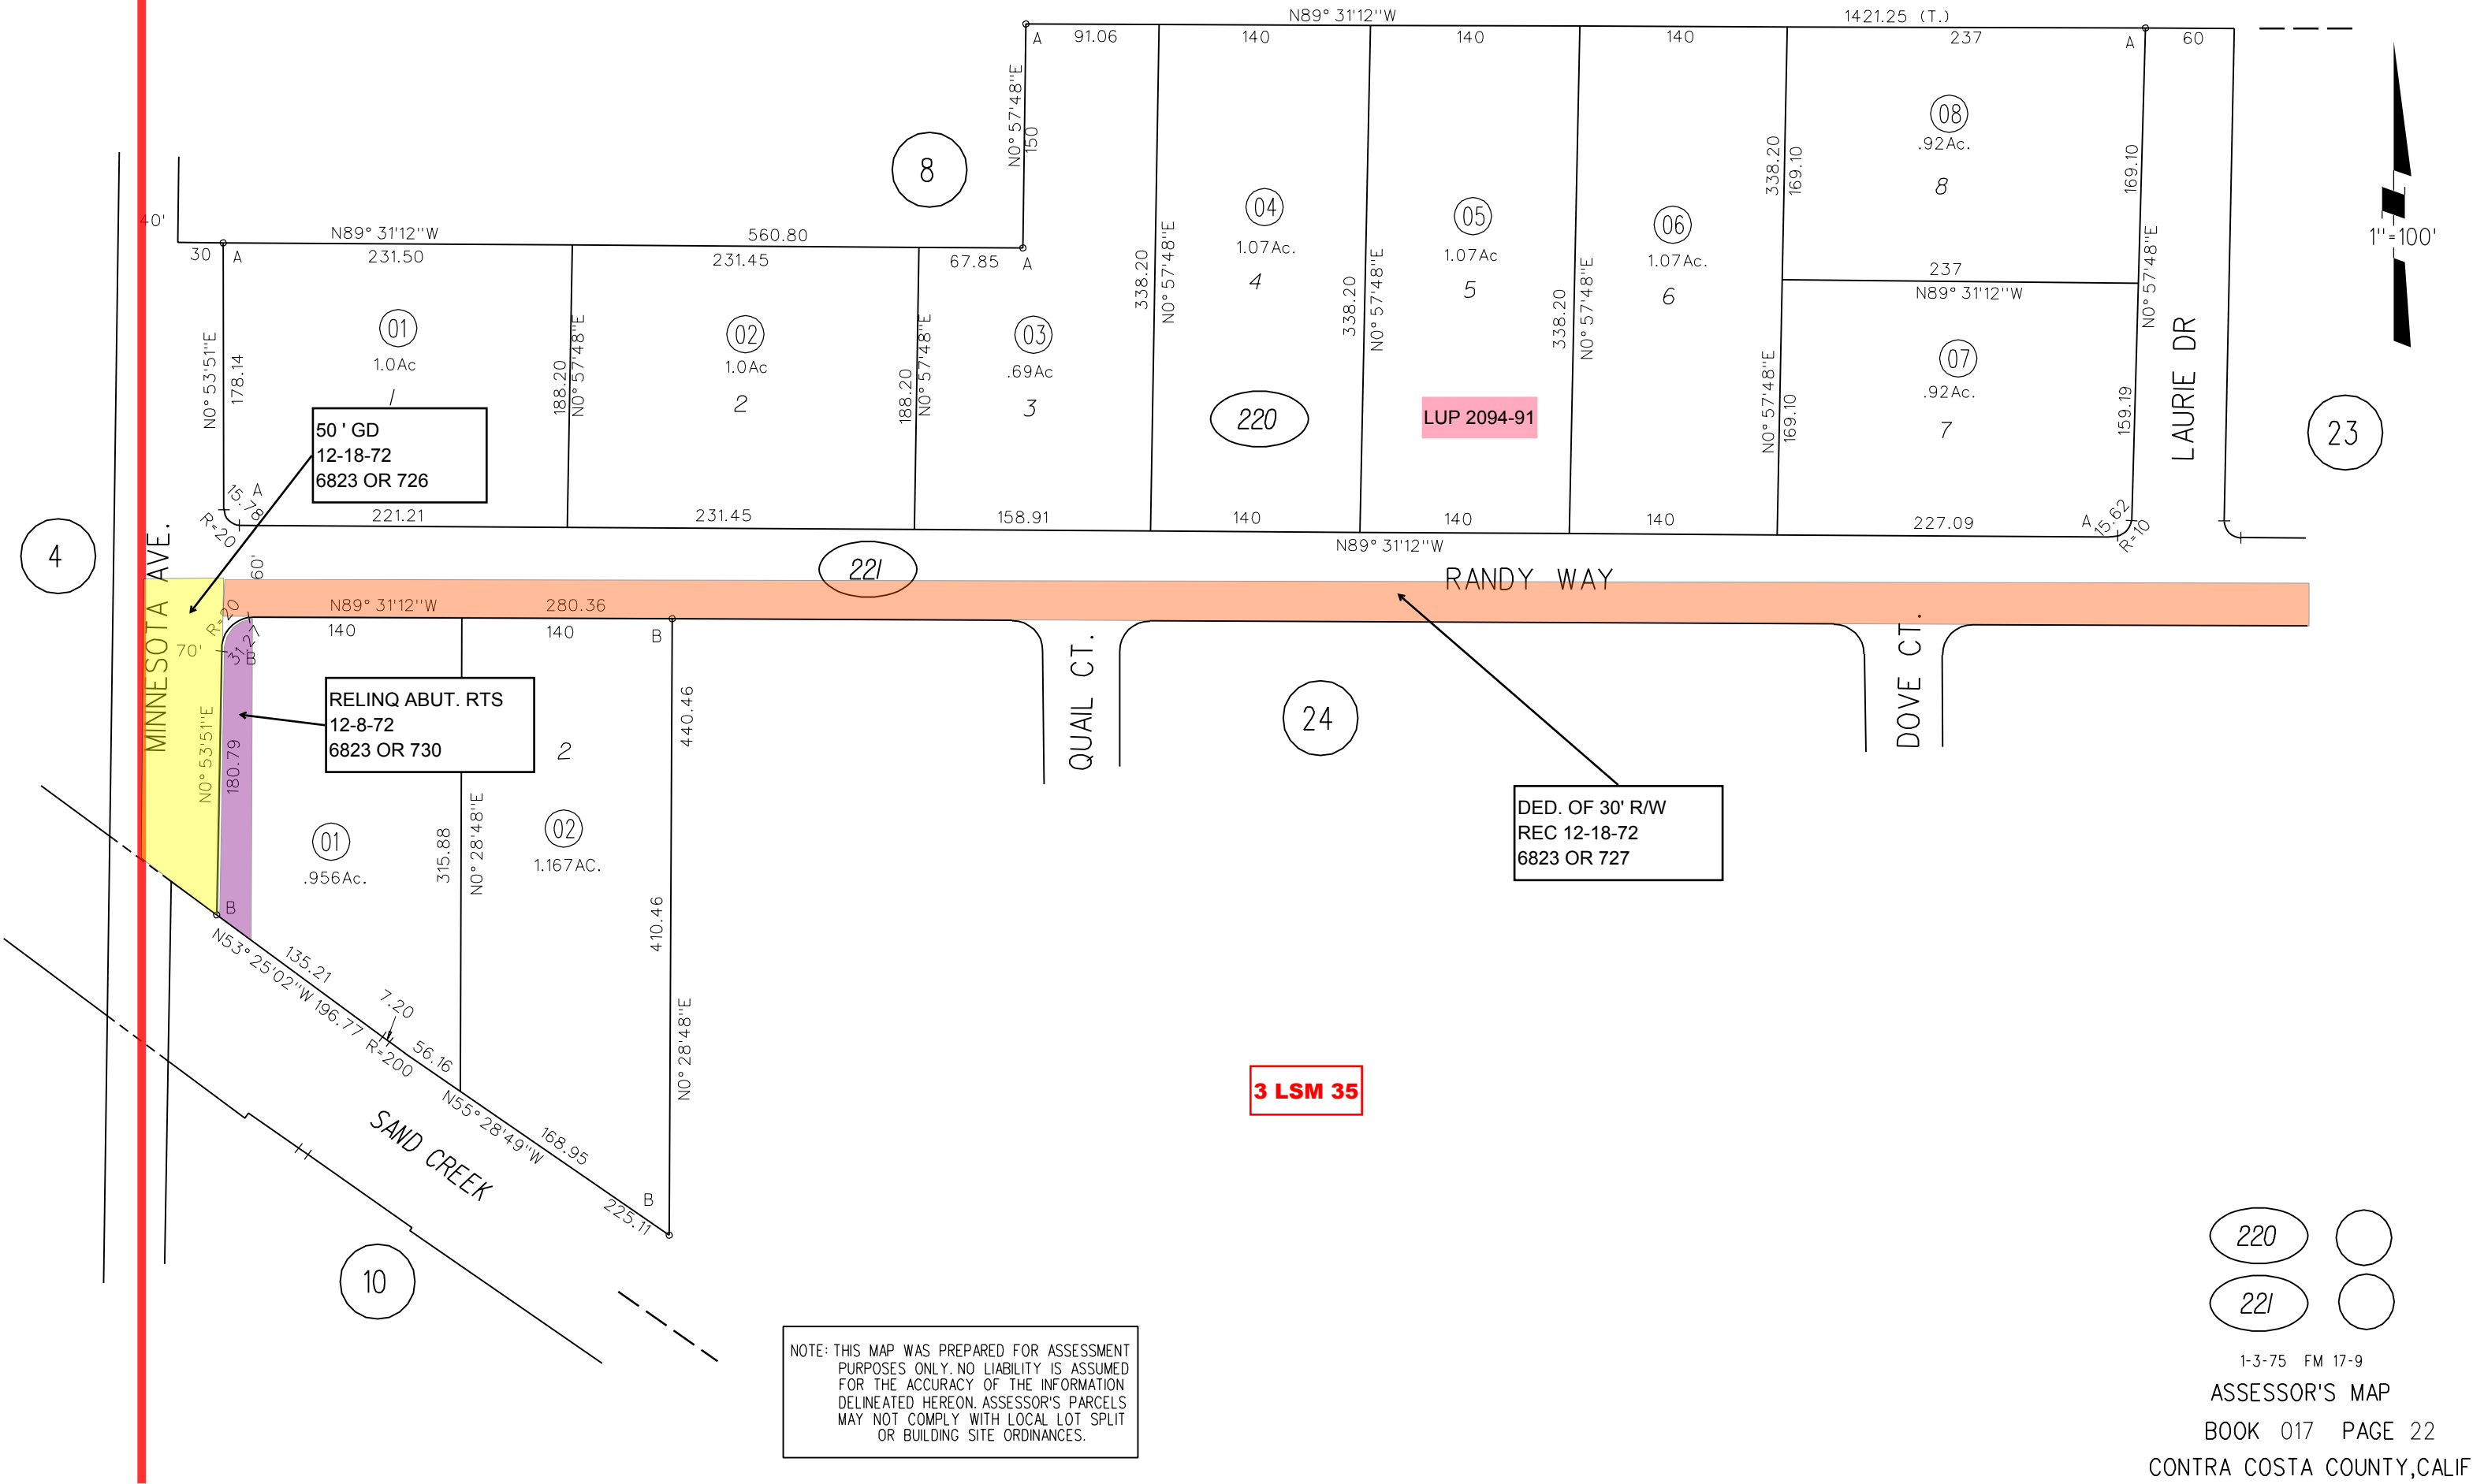 N89° 31'12"W
1421.25 (T.)
A
91.06
140
140
140
237
A
60
N0° 57'48"E
150
8
40'
N89° 31'12"W
560.80
30
A
231.50
231.45
67.85
A
338.20
N0° 57'48"E
04
1.07Ac.
4
338.20
N0° 57'48"E
05
1.07Ac
5
LUP 2094-91
338.20
N0° 57'48"E
06
1.07Ac.
6
338.20
169.10
08
.92Ac.
8
169.10
1"=100'
237
N89° 31'12"W
N0° 57'48"E
07
.92Ac.
7
N0° 57'48"E
169.10
159.19
LAURIE DR
23
N0° 53'51"E
178.14
01
1.0Ac
1
188.20
N0° 57'48"E
02
1.0Ac
2
188.20
N0° 57'48"E
03
.69Ac
3
220
50 ' GD
12-18-72
6823 OR 726
A
15.78
R=20
221.21
231.45
158.91
140
140
140
227.09
A
15.62
R=10
N89° 31'12"W
4
MINNESOTA AVE.
60'
221
RANDY WAY
R=20
N89° 31'12"W
280.36
140
140
B
31.27
B
70'
N0° 53'51"E
180.79
RELINQ ABUT. RTS
12-8-72
6823 OR 730
2
440.46
QUAIL CT.
24
DOVE CT.
DED. OF 30' R/W
REC 12-18-72
6823 OR 727
01
.956Ac.
315.88
N0° 28'48"E
02
1.167AC.
410.46
N0° 28'48"E
B
N53° 25'02"W 196.77
135.21
7.20
R=200
56.16
N55° 28'49"W
168.95
225.11
B
SAND CREEK
10
3 LSM 35
NOTE: THIS MAP WAS PREPARED FOR ASSESSMENT
PURPOSES ONLY. NO LIABILITY IS ASSUMED
FOR THE ACCURACY OF THE INFORMATION
DELINEATED HEREON. ASSESSOR'S PARCELS
MAY NOT COMPLY WITH LOCAL LOT SPLIT
OR BUILDING SITE ORDINANCES.
220
221
1-3-75 FM 17-9
ASSESSOR'S MAP
BOOK 017 PAGE 22
CONTRA COSTA COUNTY, CALIF